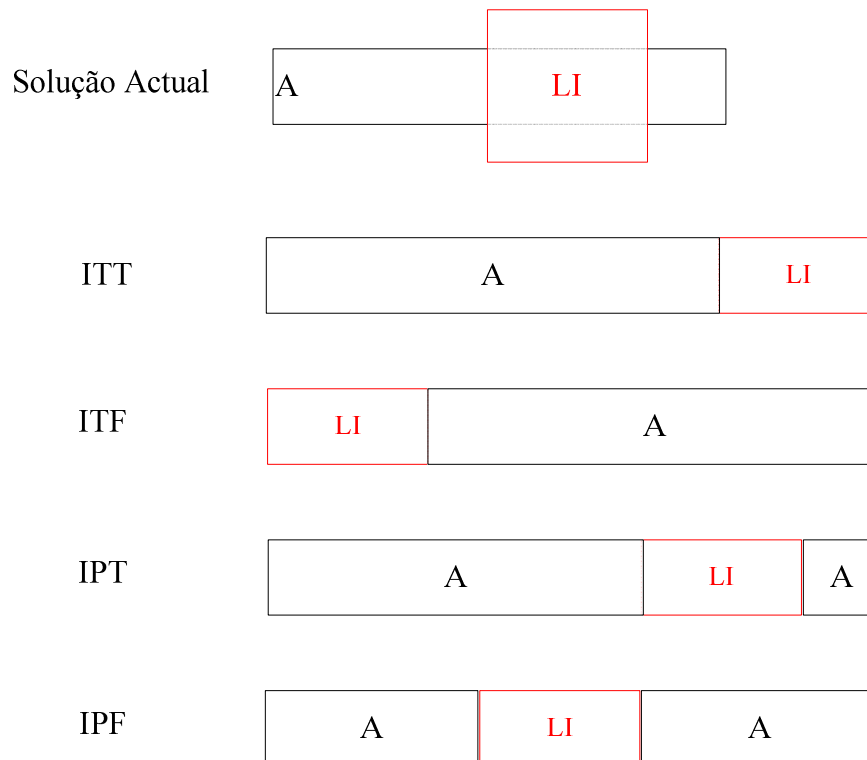 Solução Actual A LI
ITT A LI
ITF LI A
IPT A LI A
IPF A LI A